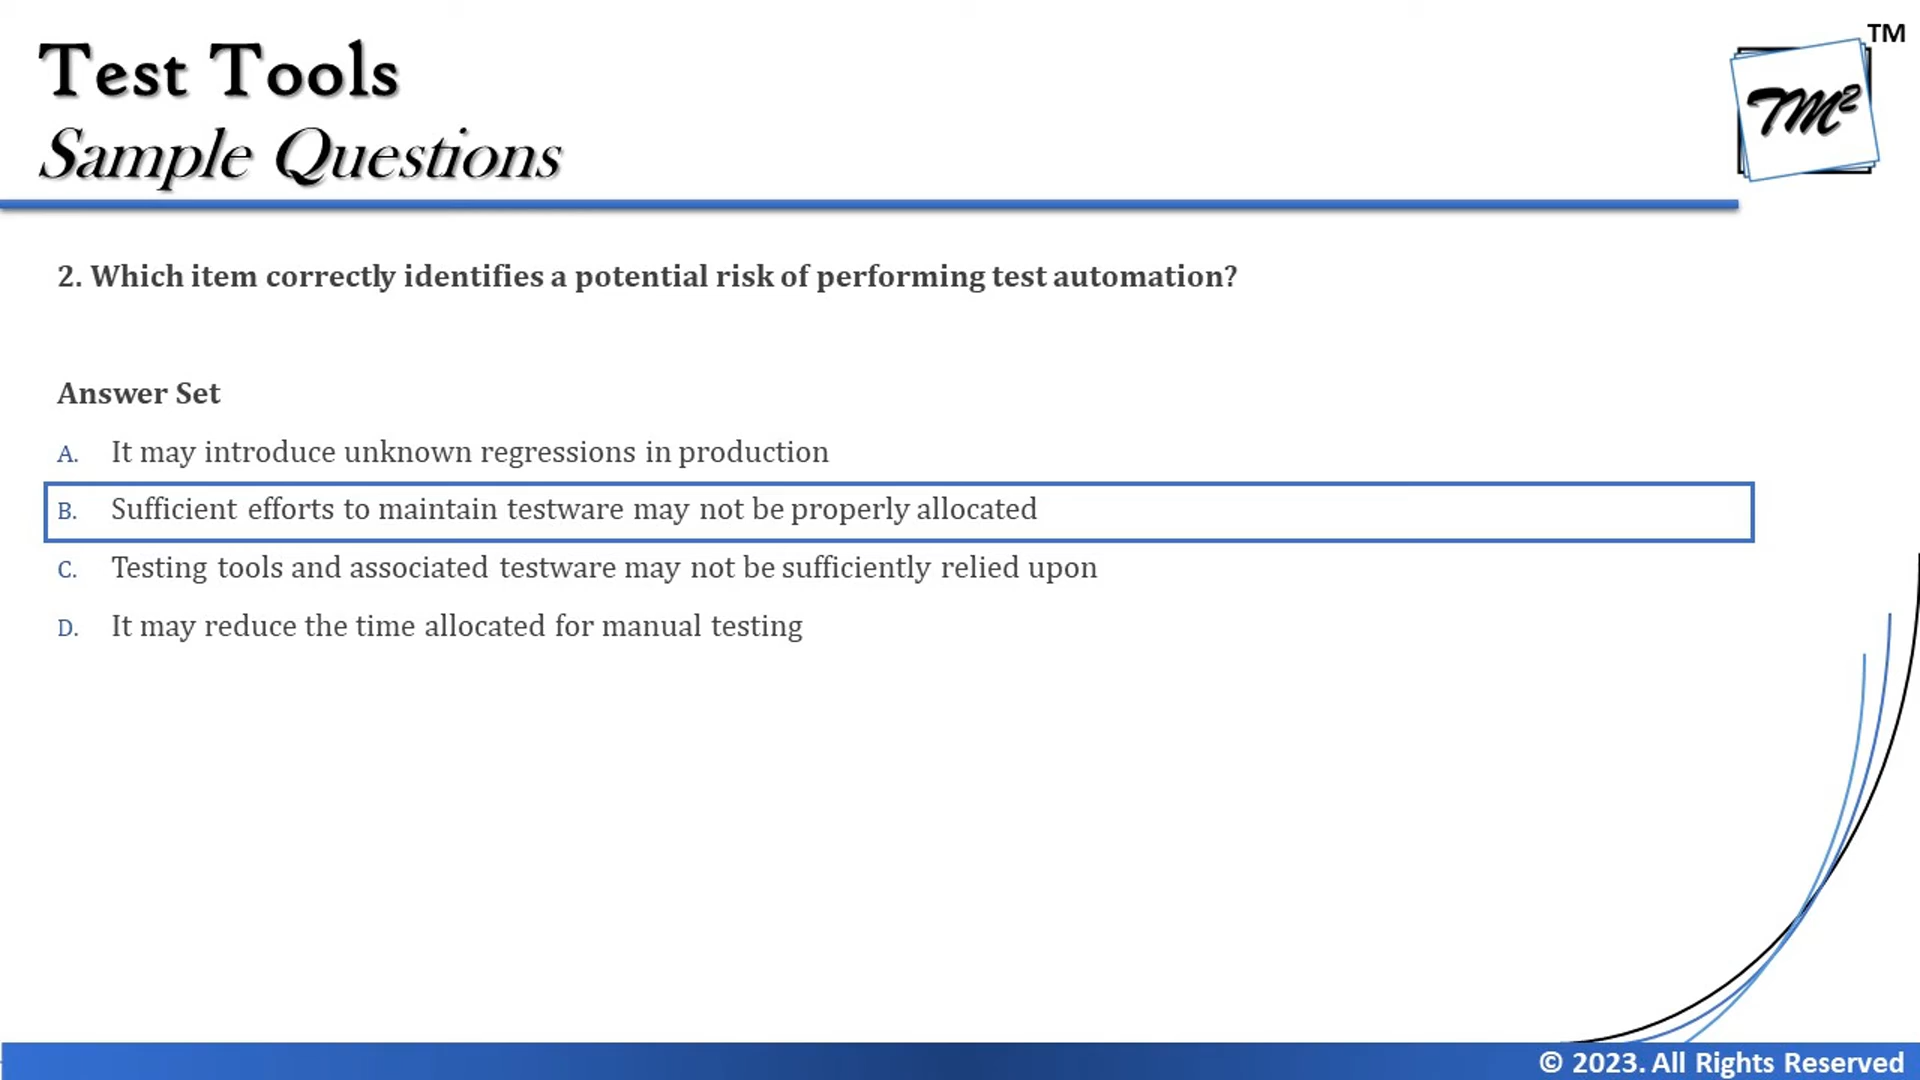 Test Tools
Sample Questions
TM
TM²
2. Which item correctly identifies a potential risk of performing test automation?
Answer Set
A. It may introduce unknown regressions in production
B. Sufficient efforts to maintain testware may not be properly allocated
C. Testing tools and associated testware may not be sufficiently relied upon
D. It may reduce the time allocated for manual testing
© 2023. All Rights Reserved